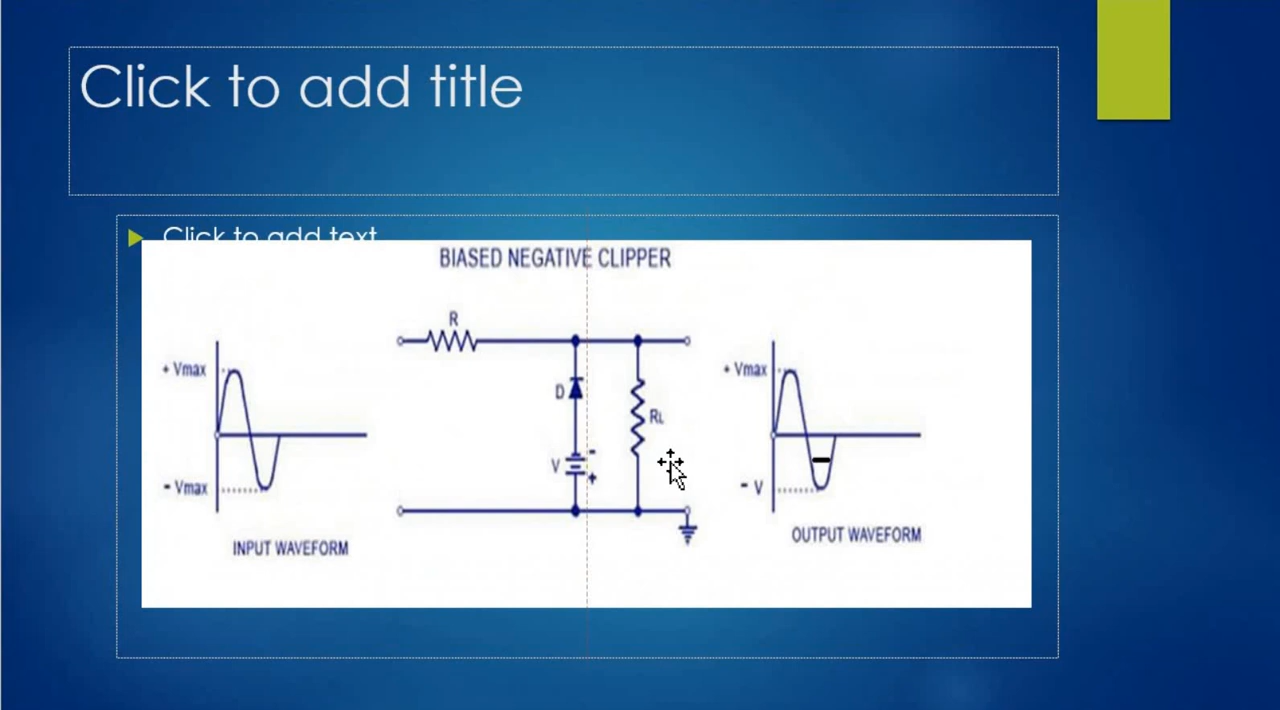 Click to add title
Click to add text
BIASED NEGATIVE CLIPPER
R
+ Vmax
- Vmax
INPUT WAVEFORM
D
V
-
+
RL
+ Vmax
- V
OUTPUT WAVEFORM